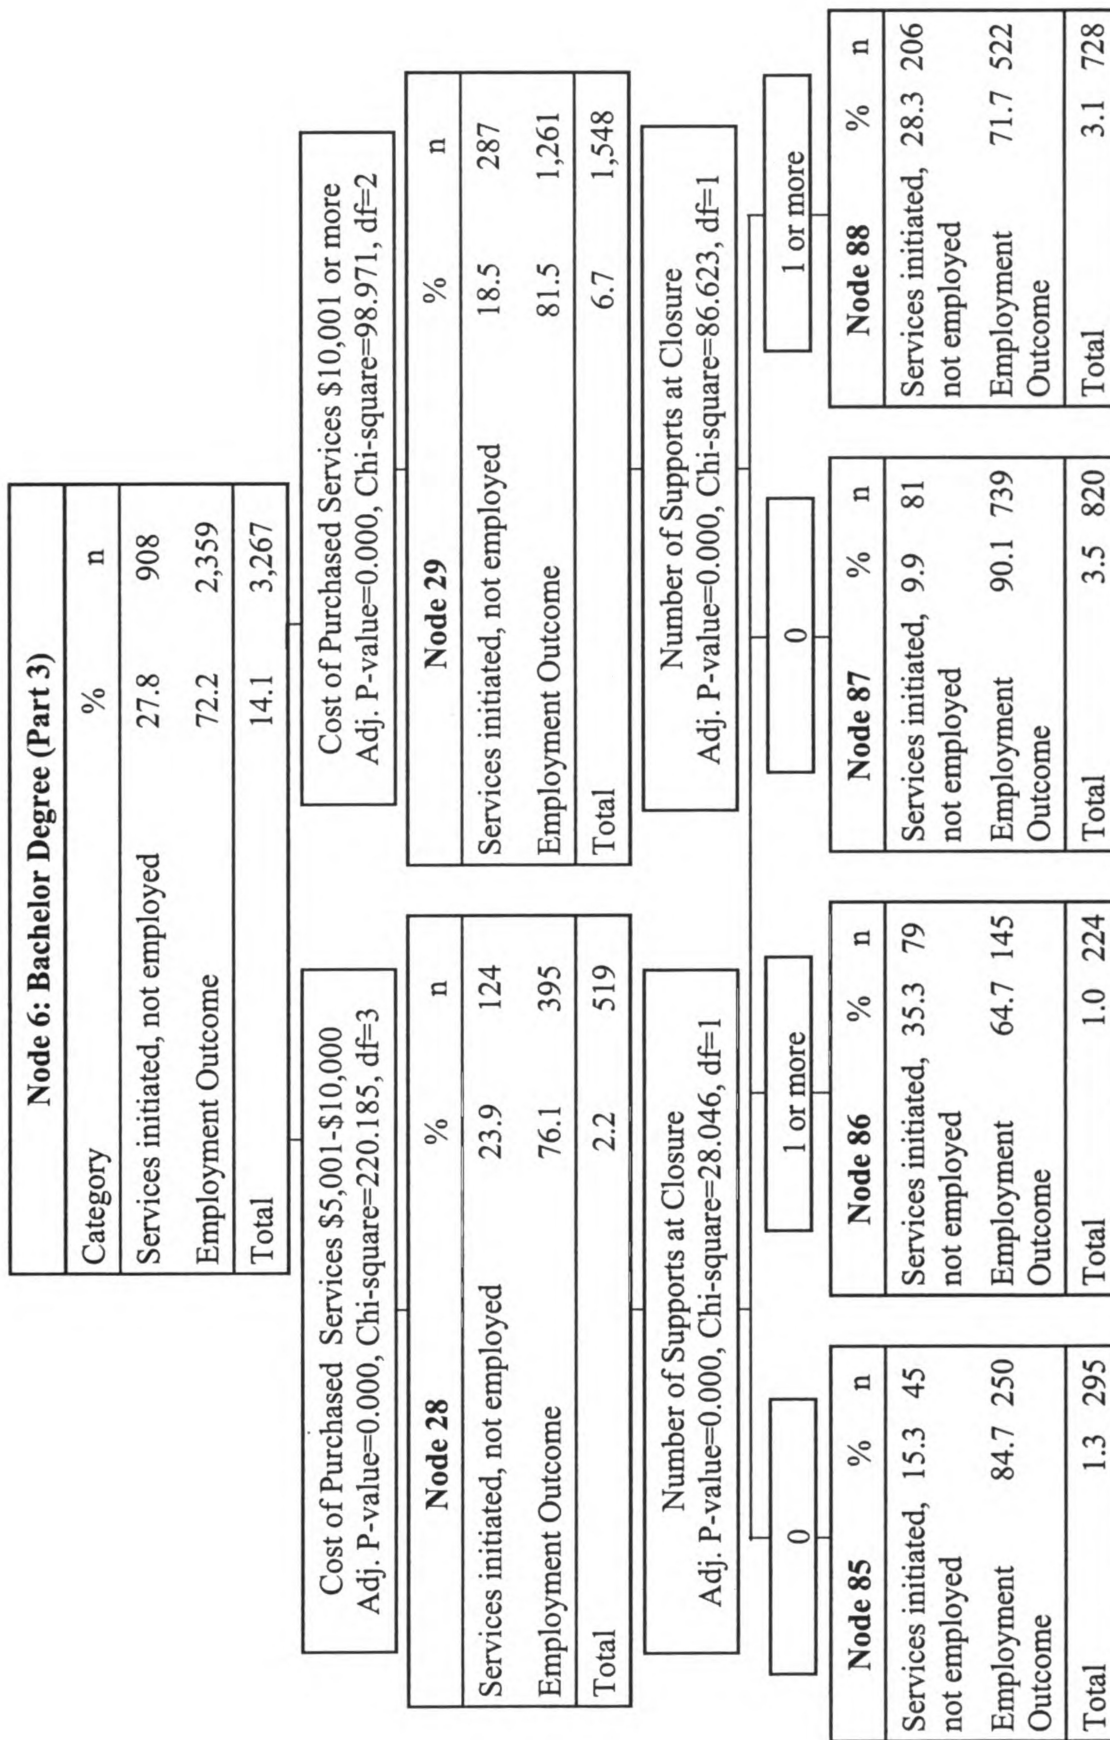 Node 6: Bachelor Degree (Part 3)
Category % n
Services initiated, not employed 27.8 908
Employment Outcome 72.2 2,359
Total 14.1 3,267
Cost of Purchased Services $5,001-$10,000
Adj. P-value=0.000, Chi-square=220.185, df=3
Cost of Purchased Services $10,001 or more
Adj. P-value=0.000, Chi-square=98.971, df=2
Node 28
% n
Services initiated, not employed 23.9 124
Employment Outcome 76.1 395
Total 2.2 519
Node 29
% n
Services initiated, not employed 18.5 287
Employment Outcome 81.5 1,261
Total 6.7 1,548
Number of Supports at Closure
Adj. P-value=0.000, Chi-square=28.046, df=1
Number of Supports at Closure
Adj. P-value=0.000, Chi-square=86.623, df=1
0
1 or more
0
1 or more
Node 85 % n
Services initiated, 15.3 45
not employed
Employment 84.7 250
Outcome
Total 1.3 295
Node 86 % n
Services initiated, 35.3 79
not employed
Employment 64.7 145
Outcome
Total 1.0 224
Node 87 % n
Services initiated, 9.9 81
not employed
Employment 90.1 739
Outcome
Total 3.5 820
Node 88 % n
Services initiated, 28.3 206
not employed
Employment 71.7 522
Outcome
Total 3.1 728